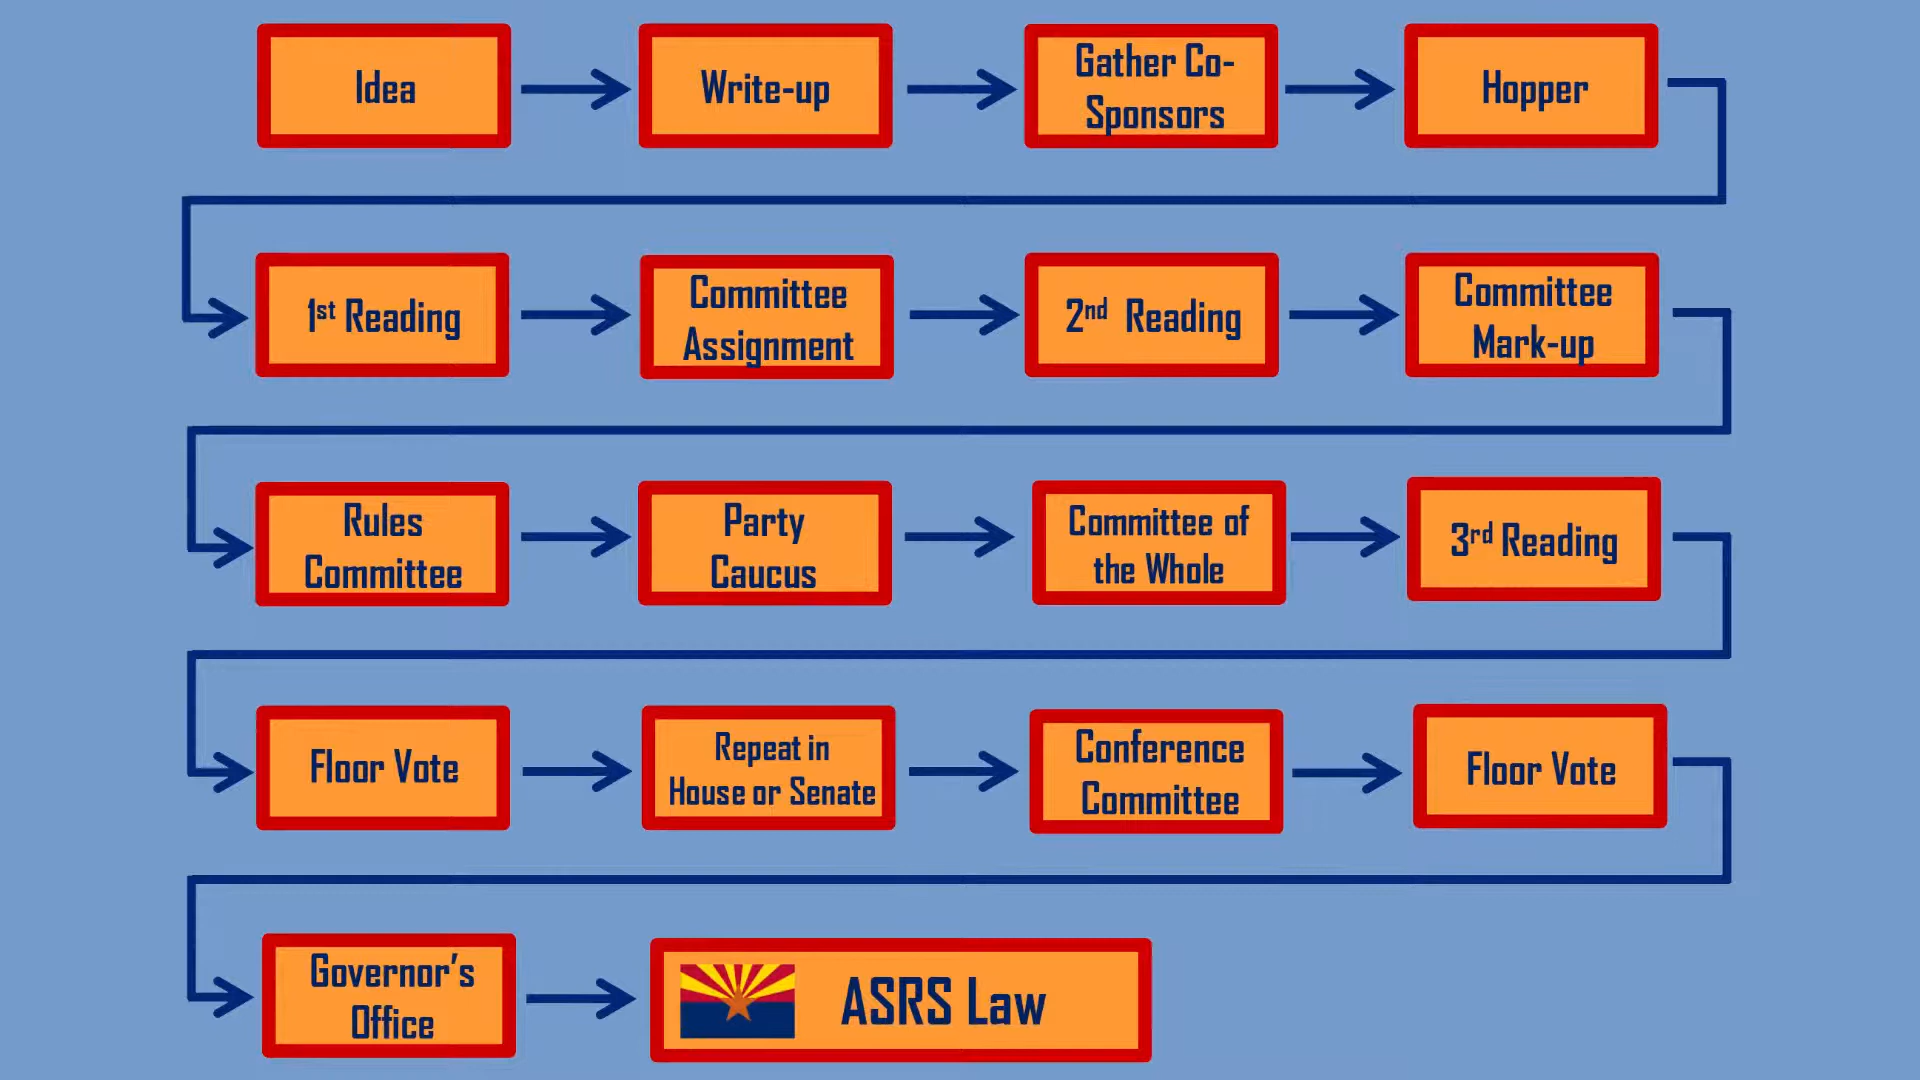 Idea
Write-up
Gather Co-
Sponsors
Hopper
1st Reading
Committee
Assignment
2nd Reading
Committee
Mark-up
Rules
Committee
Party
Caucus
Committee of
the Whole
3rd Reading
Floor Vote
Repeat in
House or Senate
Conference
Committee
Floor Vote
Governor's
Office
ASRS Law